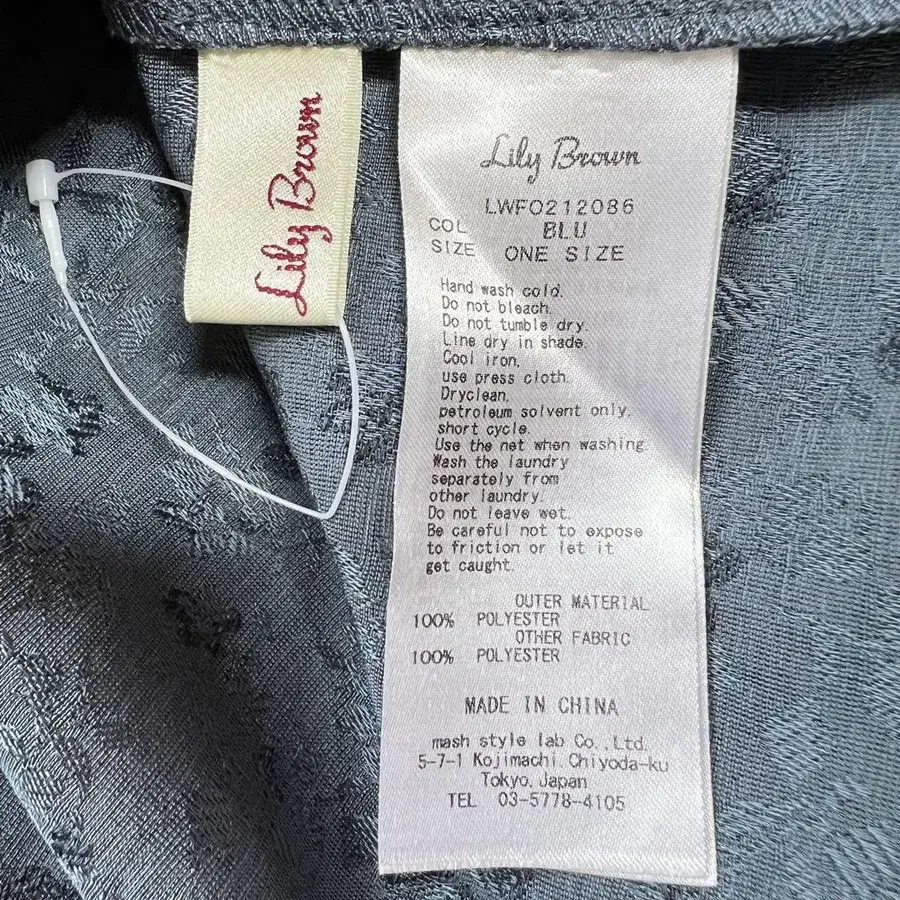 Lily Brown
Lily Brown
LWFO212086
COL BLU
SIZE ONE SIZE
Hand wash cold.
Do not bleach.
Do not tumble dry.
Line dry in shade.
Cool iron.
use press cloth.
Dryclean,
petroleum solvent only.
short cycle.
Use the net when washing.
Wash the laundry
separately from
other laundry.
Do not leave wet.
Be careful not to expose
to friction or let it
get caught.
OUTER MATERIAL
100% POLYESTER
OTHER FABRIC
100% POLYESTER
MADE IN CHINA
mash style lab Co.,Ltd.
5-7-1 Kojimachi,Chiyoda-ku
Tokyo,Japan
TEL 03-5778-4105